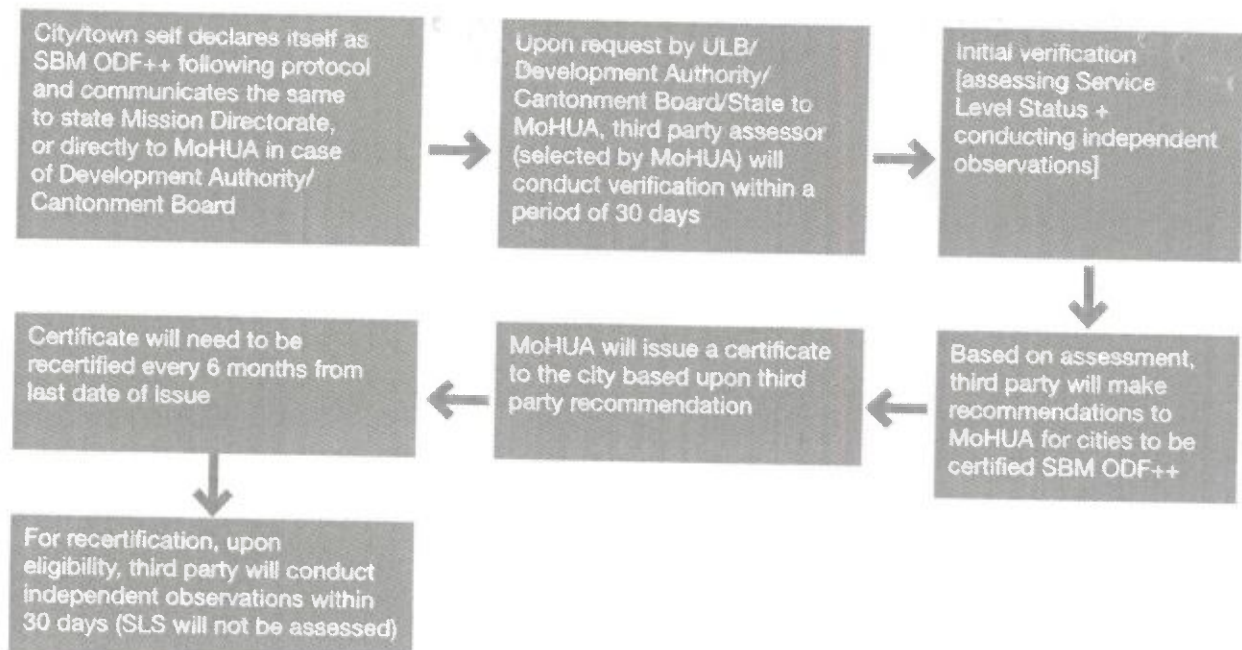 City/town self declares itself as
SBM ODF++ following protocol
and communicates the same
to state Mission Directorate,
or directly to MoHUA in case
of Development Authority/
Cantonment Board
Upon request by ULB/
Development Authority/
Cantonment Board/State to
MoHUA, third party assessor
(selected by MoHUA) will
conduct verification within a
period of 30 days
Initial verification
[assessing Service
Level Status +
conducting independent
observations]
Based on assessment,
third party will make
recommendations to
MoHUA for cities to be
certified SBM ODF++
MoHUA will issue a certificate
to the city based upon third
party recommendation
Certificate will need to be
recertified every 6 months from
last date of issue
For recertification, upon
eligibility, third party will conduct
independent observations within
30 days (SLS will not be assessed)